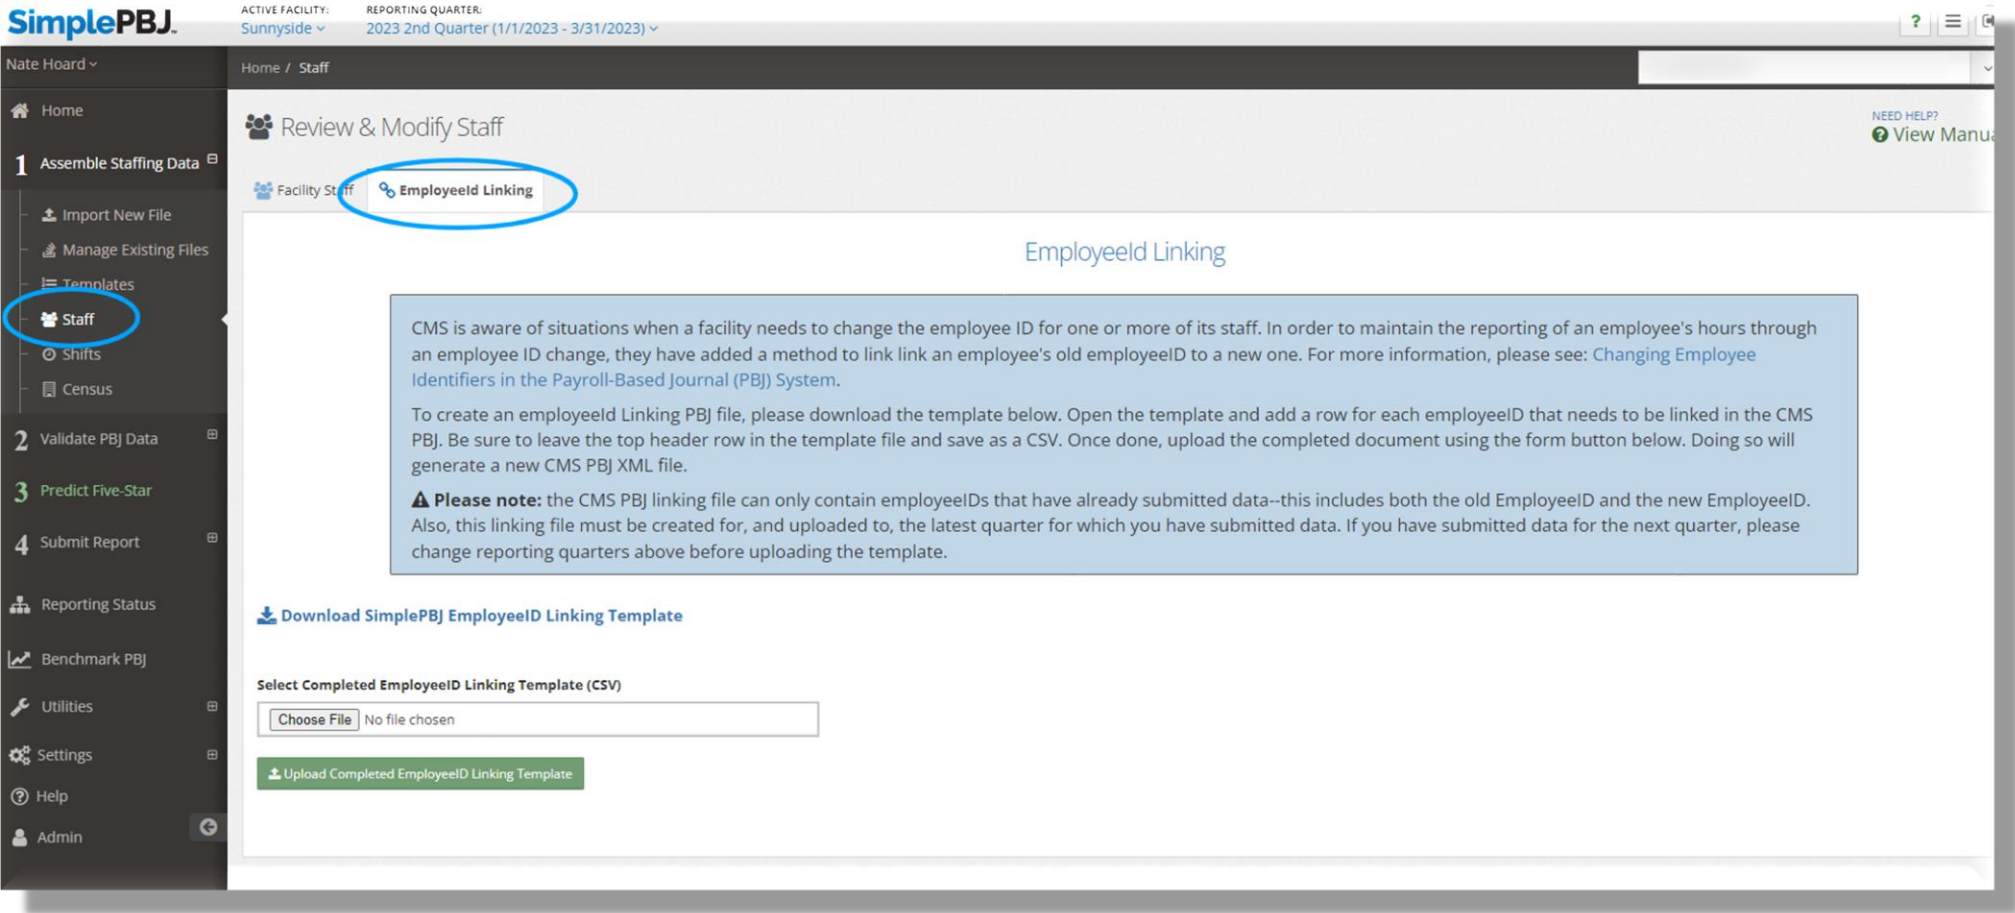 SimplePBJ
ACTIVE FACILITY:
Sunnyside
REPORTING QUARTER:
2023 2nd Quarter (1/1/2023 - 3/31/2023)
?
Nate Hoard
Home / Staff
Home
1 Assemble Staffing Data
Import New File
Manage Existing Files
Templates
Staff
Shifts
Census
2 Validate PBJ Data
3 Predict Five-Star
4 Submit Report
Reporting Status
Benchmark PBJ
Utilities
Settings
Help
Admin
Review & Modify Staff
NEED HELP?
View Manua
Facility Staff
EmployeeId Linking
EmployeeId Linking
CMS is aware of situations when a facility needs to change the employee ID for one or more of its staff. In order to maintain the reporting of an employee's hours through
an employee ID change, they have added a method to link link an employee's old employeeID to a new one. For more information, please see: Changing Employee
Identifiers in the Payroll-Based Journal (PBJ) System.
To create an employeeId Linking PBJ file, please download the template below. Open the template and add a row for each employeeID that needs to be linked in the CMS
PBJ. Be sure to leave the top header row in the template file and save as a CSV. Once done, upload the completed document using the form button below. Doing so will
generate a new CMS PBJ XML file.
Please note: the CMS PBJ linking file can only contain employeeIDs that have already submitted data--this includes both the old EmployeeID and the new EmployeeID.
Also, this linking file must be created for, and uploaded to, the latest quarter for which you have submitted data. If you have submitted data for the next quarter, please
change reporting quarters above before uploading the template.
Download SimplePBJ EmployeeID Linking Template
Select Completed EmployeeID Linking Template (CSV)
Choose File No file chosen
Upload Completed EmployeeID Linking Template